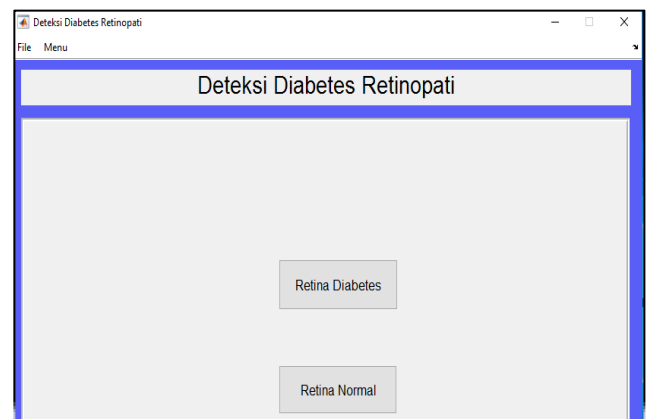 Deteksi Diabetes Retinopati
File Menu
Deteksi Diabetes Retinopati
Retina Diabetes
Retina Normal